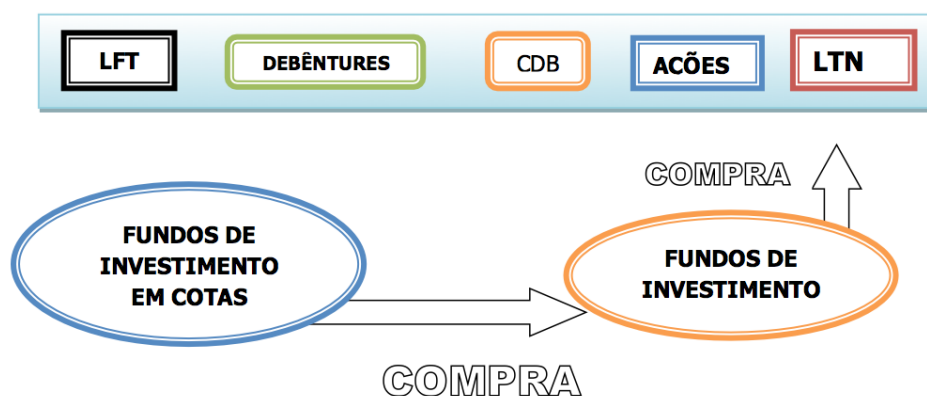 LFT
DEBÊNTURES
CDB
ACÕES
LTN
COMPRA
FUNDOS DE
INVESTIMENTO
EM COTAS
FUNDOS DE
INVESTIMENTO
COMPRA